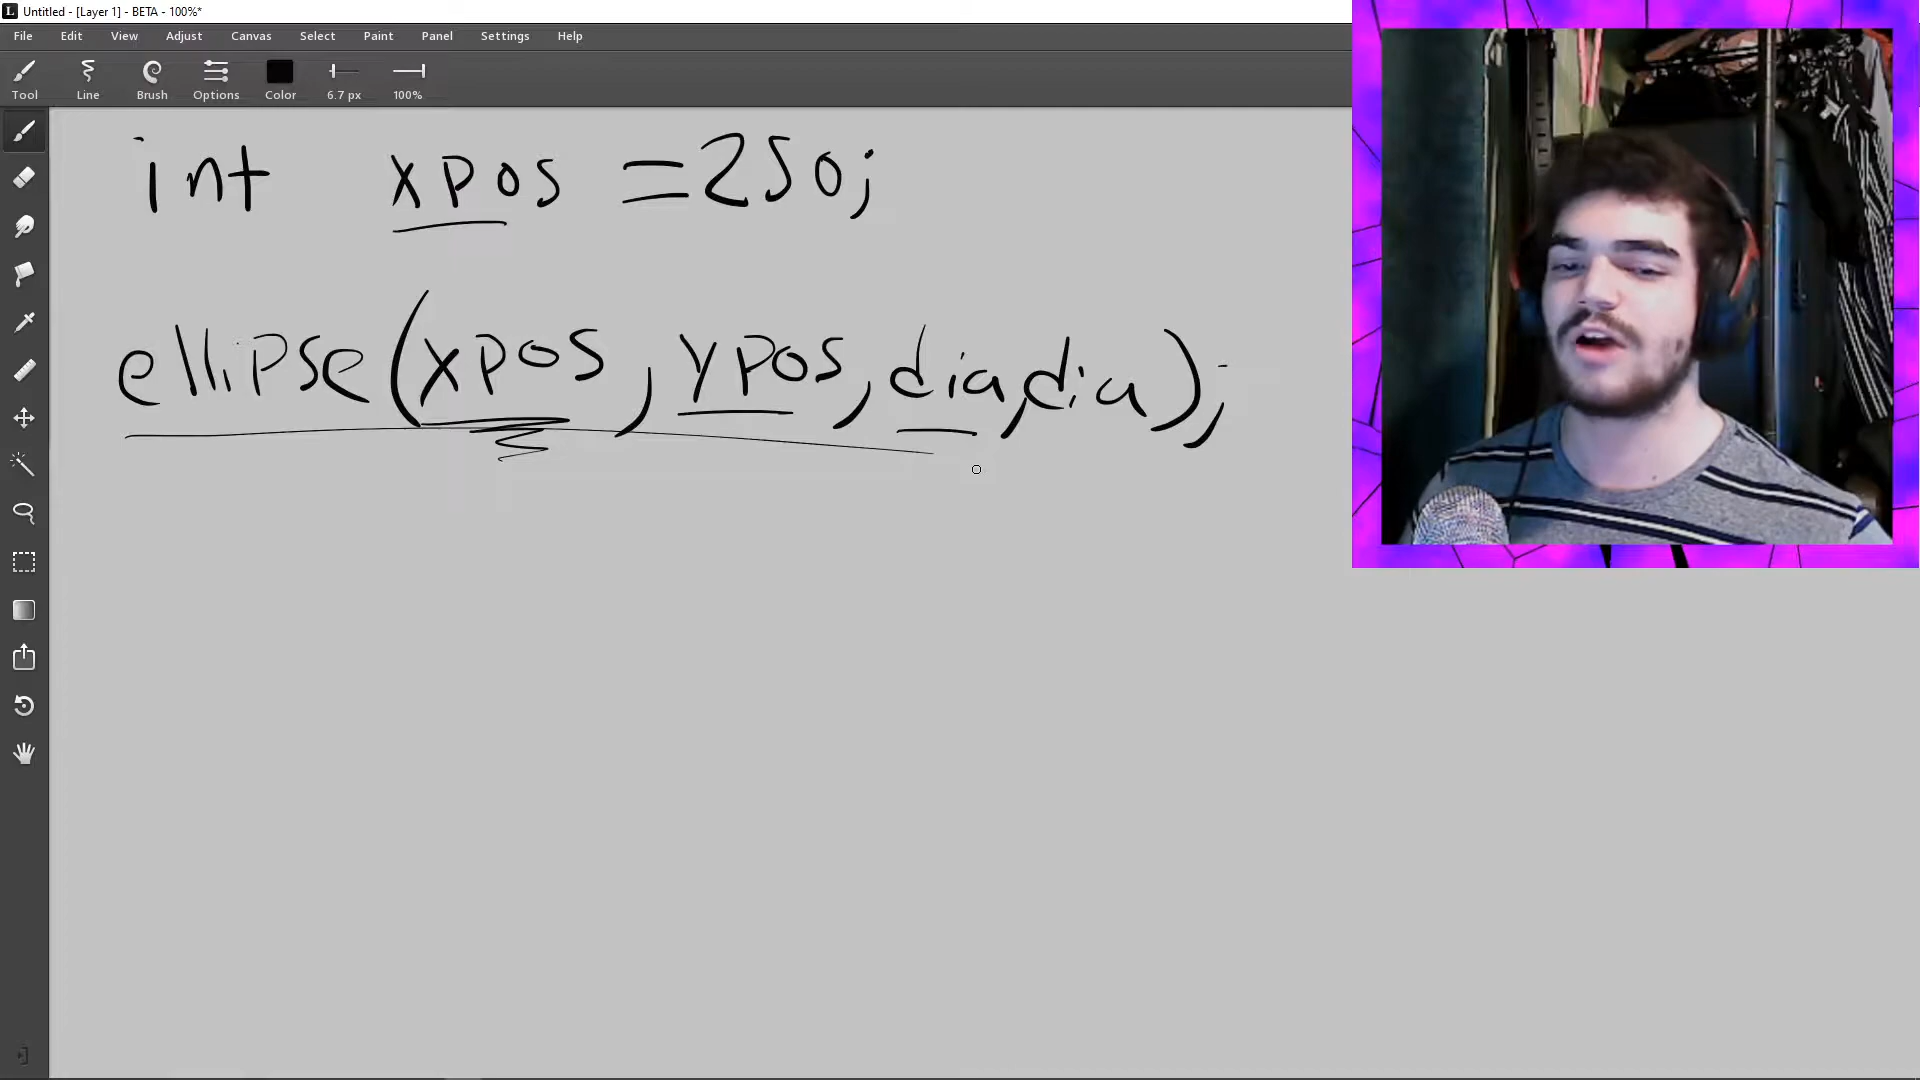 Untitled - [Layer 1] - BETA - 100%*
File Edit View Adjust Canvas Select Paint Panel Settings Help
Tool Line Brush Options Color 6.7 px 100%
int xpos = 250;
ellipse(xpos, ypos, dia, dia);